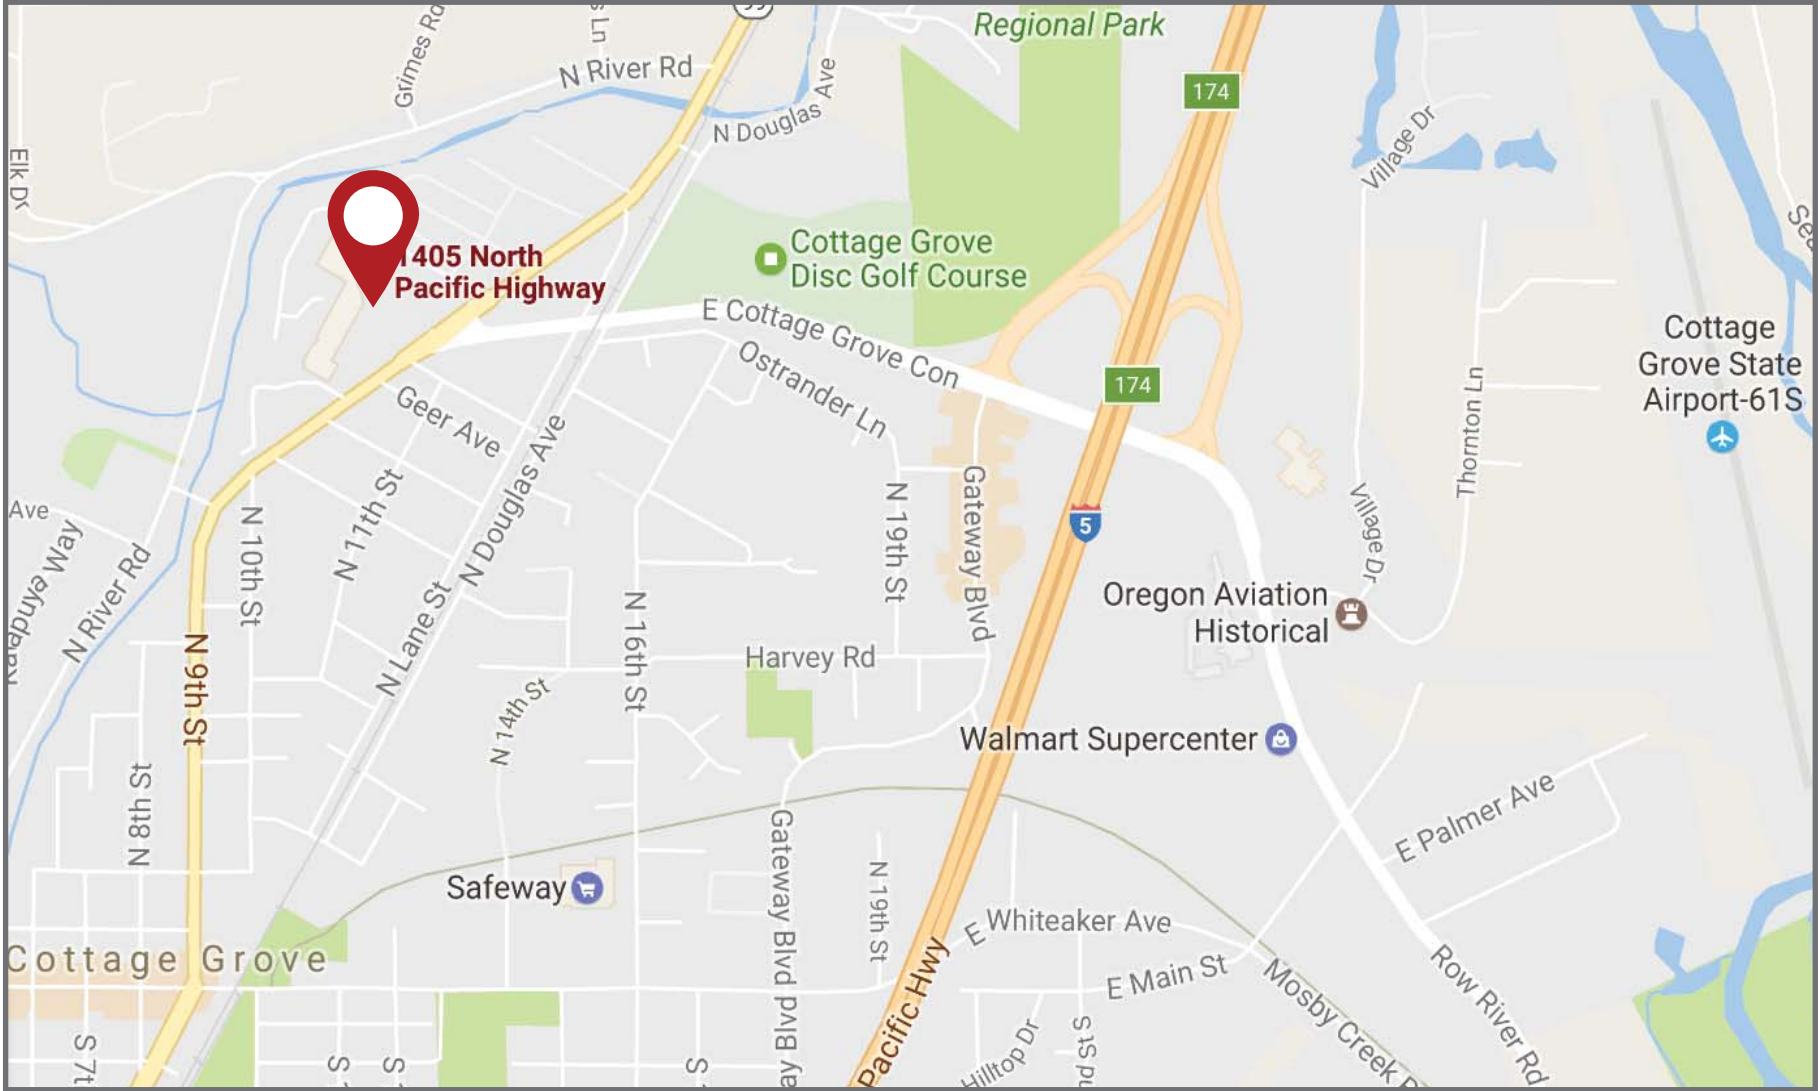 Regional Park
Grimes Rd
s Ln
N River Rd
N Douglas Ave
174
Village Dr
Elk Dr
1405 North
Pacific Highway
Cottage Grove
Disc Golf Course
E Cottage Grove Con
Ostrander Ln
174
Cottage
Grove State
Airport-61S
Geer Ave
Thornton Ln
N 11th St
N Douglas Ave
N 10th St
N 19th St
Gateway Blvd
5
Village Dr
Ave
N River Rd
N Lane St
N 16th St
Oregon Aviation
Historical
Harvey Rd
N 9th St
N 14th St
Walmart Supercenter
N 8th St
E Palmer Ave
Gateway Blvd
N 19th St
Safeway
E Whiteaker Ave
Cottage Grove
Pacific Hwy
E Main St
Mosby Creek
Row River Rd
ay Blvd
Hilltop Dr
S 7t
S
S
S